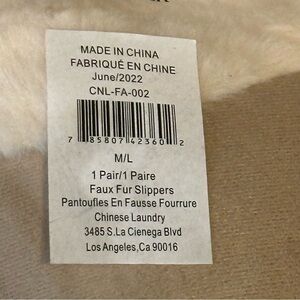 MADE IN CHINA
FABRIQUÉ EN CHINE
June/2022
CNL-FA-002
7 85807 42360 2
M/L
1 Pair/1 Paire
Faux Fur Slippers
Pantoufles En Fausse Fourrure
Chinese Laundry
3485 S.La Cienega Blvd
Los Angeles,Ca 90016